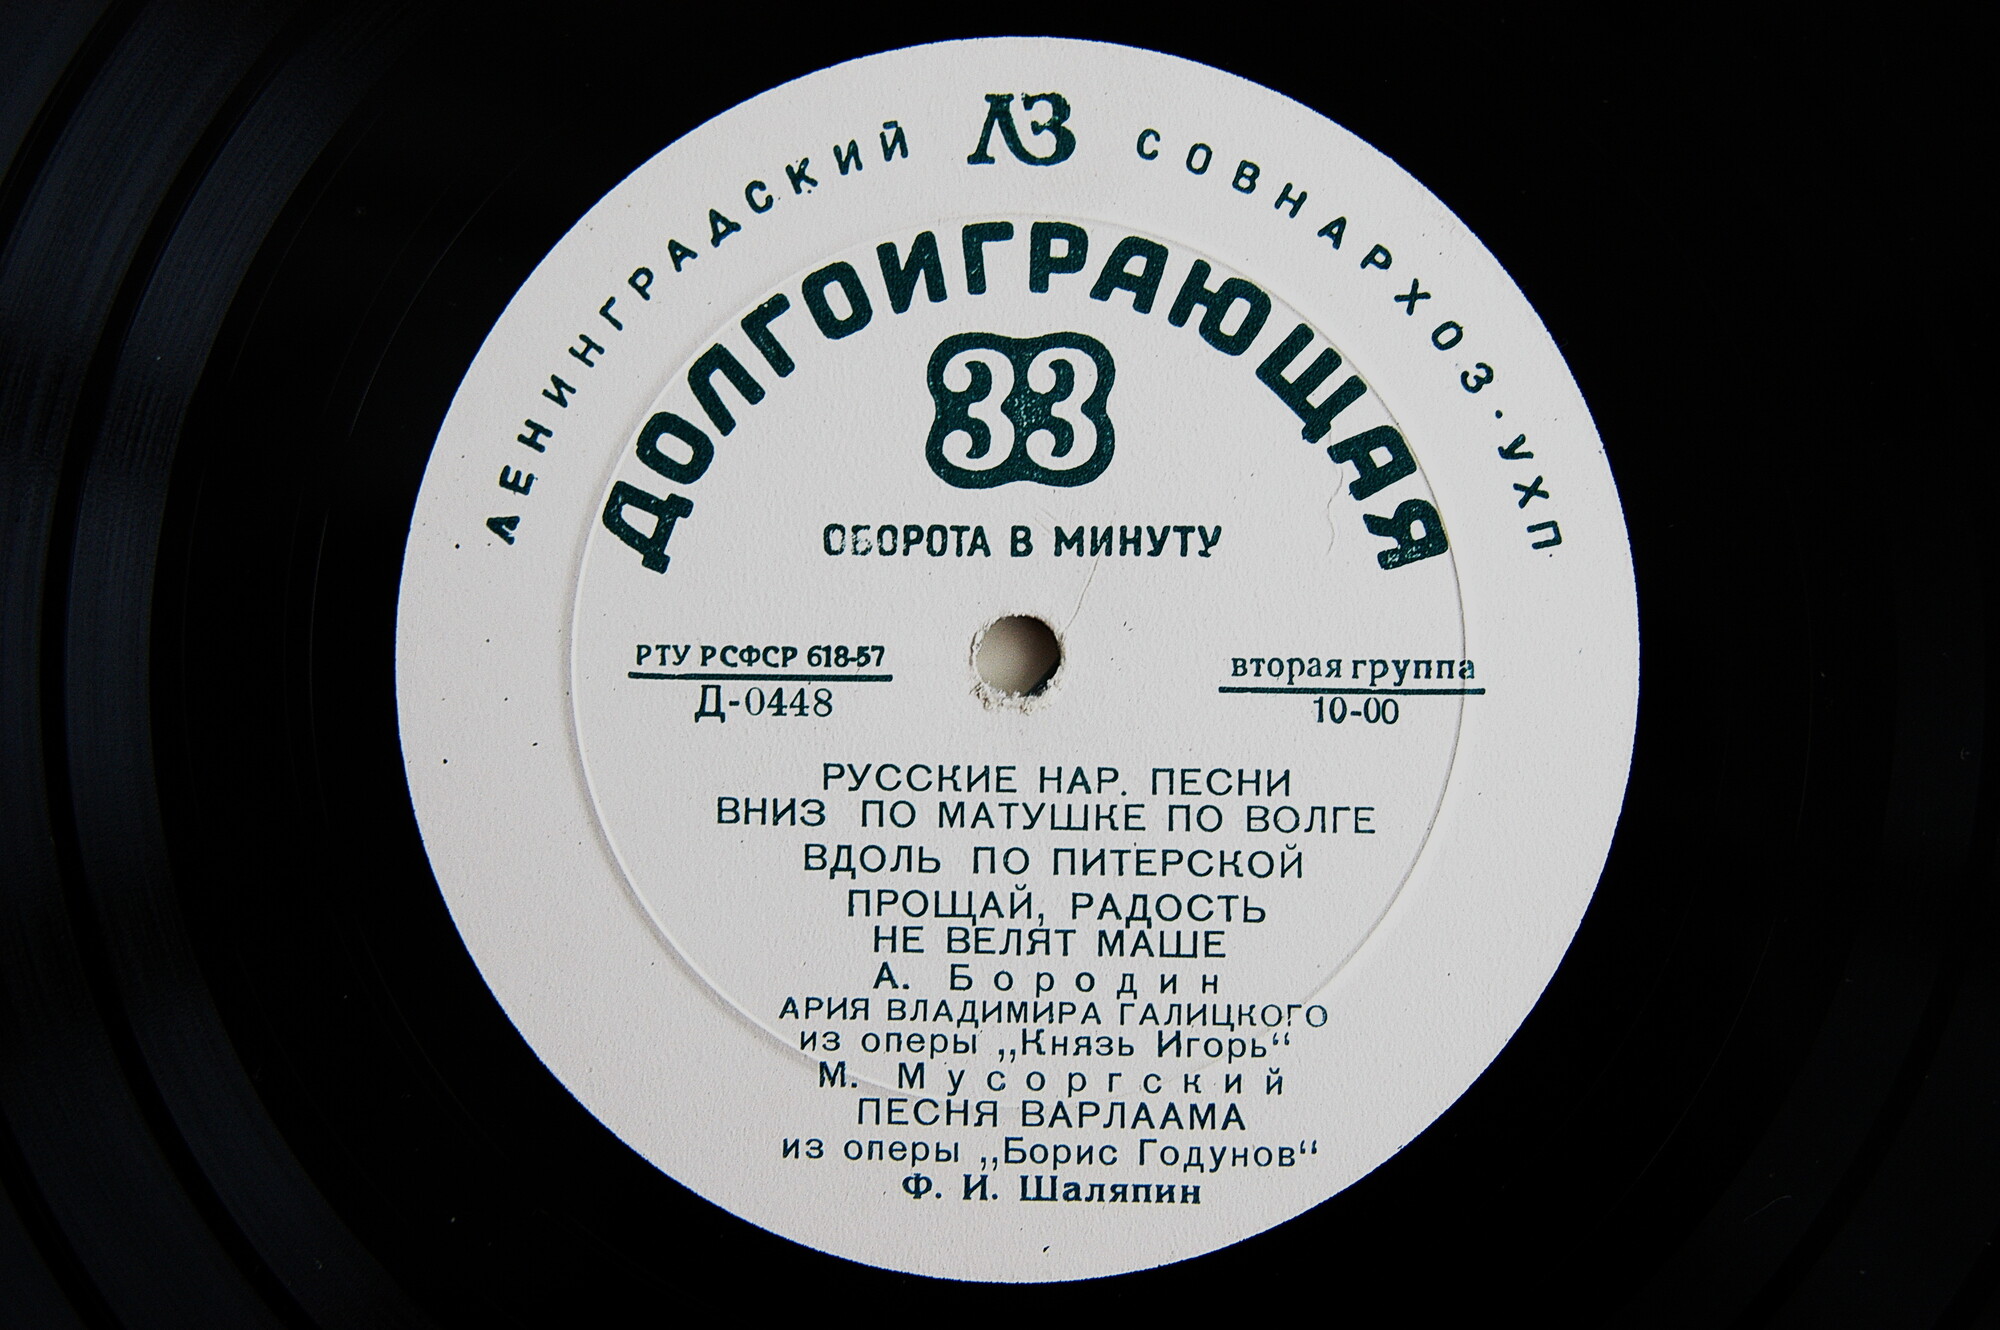 ЛЕНИНГРАДСКИЙ ЛЗ СОВНАРХОЗ·УХП
ДОЛГОИГРАЮЩАЯ
33
ОБОРОТА В МИНУТУ
РТУ РСФСР 618-57
Д-0448
вторая группа
10-00
РУССКИЕ НАР. ПЕСНИ
ВНИЗ ПО МАТУШКЕ ПО ВОЛГЕ
ВДОЛЬ ПО ПИТЕРСКОЙ
ПРОЩАЙ, РАДОСТЬ
НЕ ВЕЛЯТ МАШЕ
А. Бородин
АРИЯ ВЛАДИМИРА ГАЛИЦКОГО
из оперы „Князь Игорь“
М. Мусоргский
ПЕСНЯ ВАРЛААМА
из оперы „Борис Годунов“
Ф. И. Шаляпин